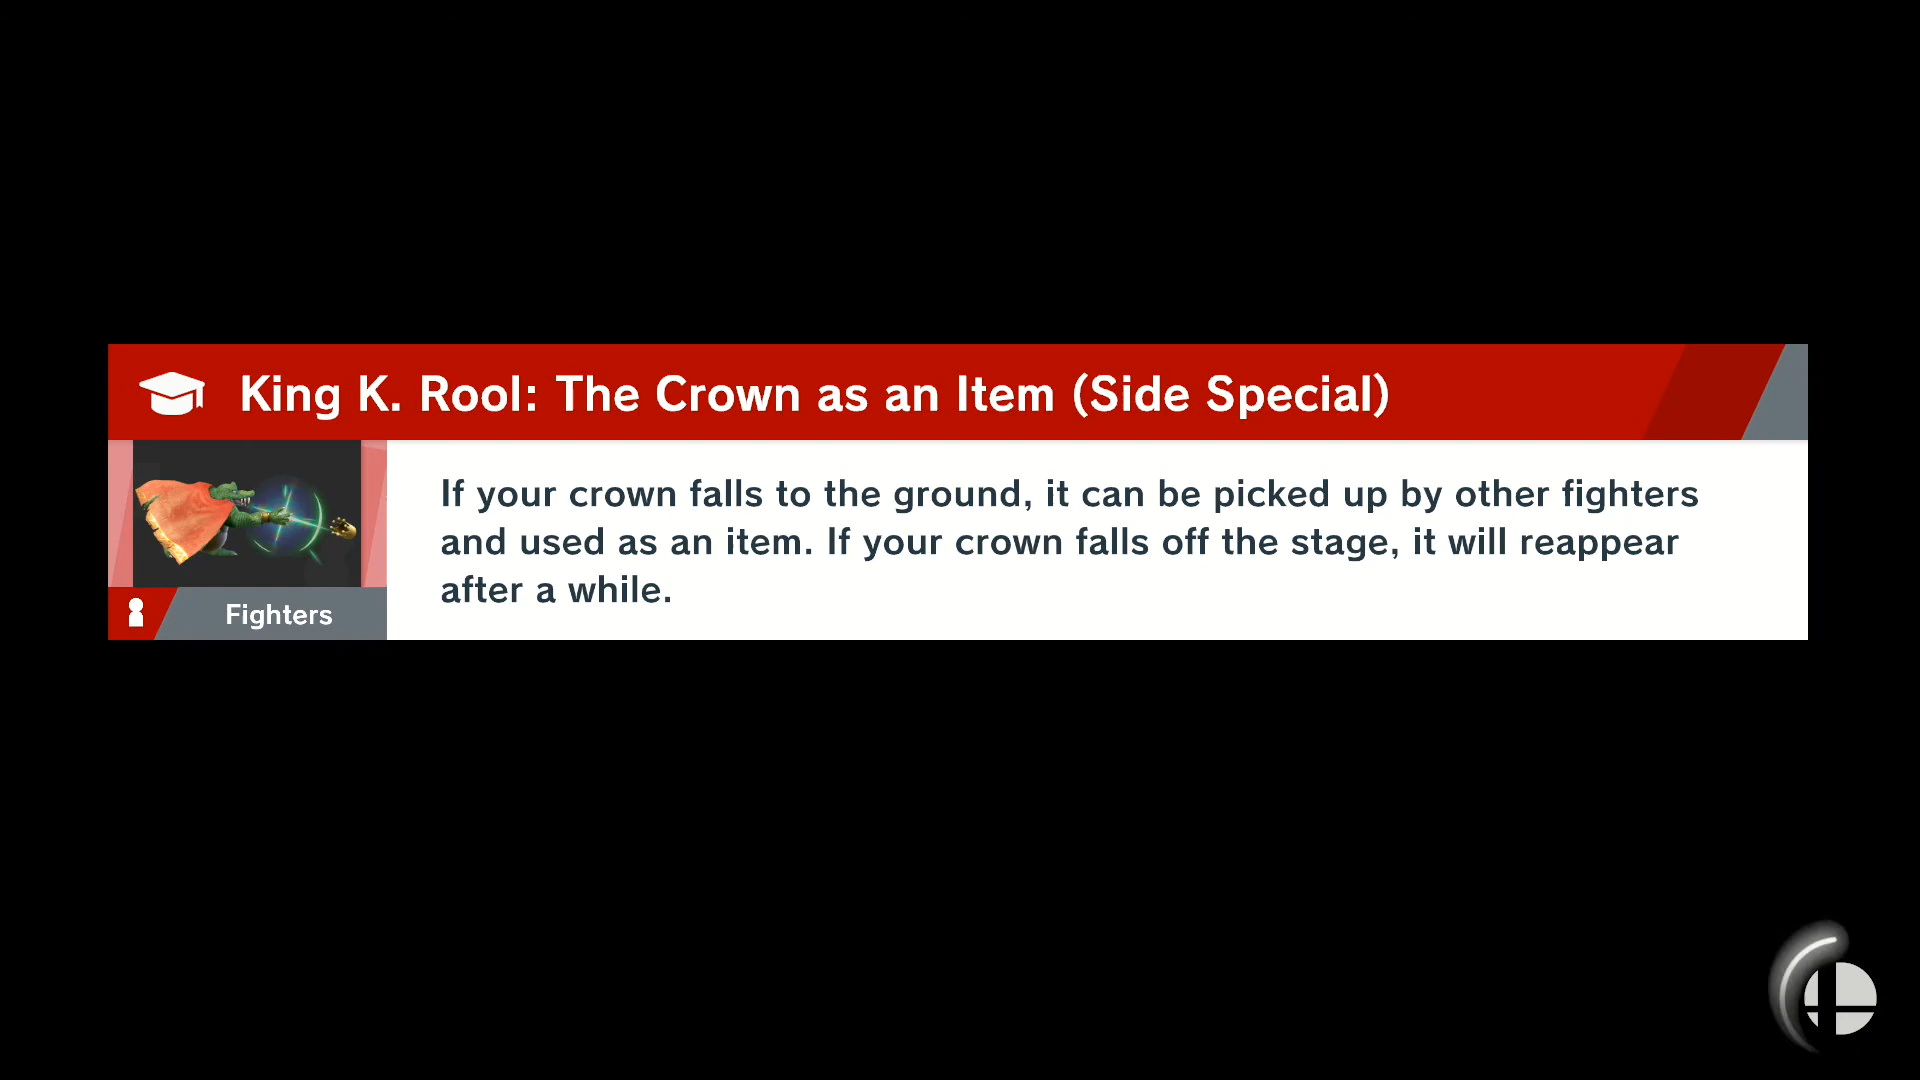 King K. Rool: The Crown as an Item (Side Special)
If your crown falls to the ground, it can be picked up by other fighters
and used as an item. If your crown falls off the stage, it will reappear
after a while.
Fighters